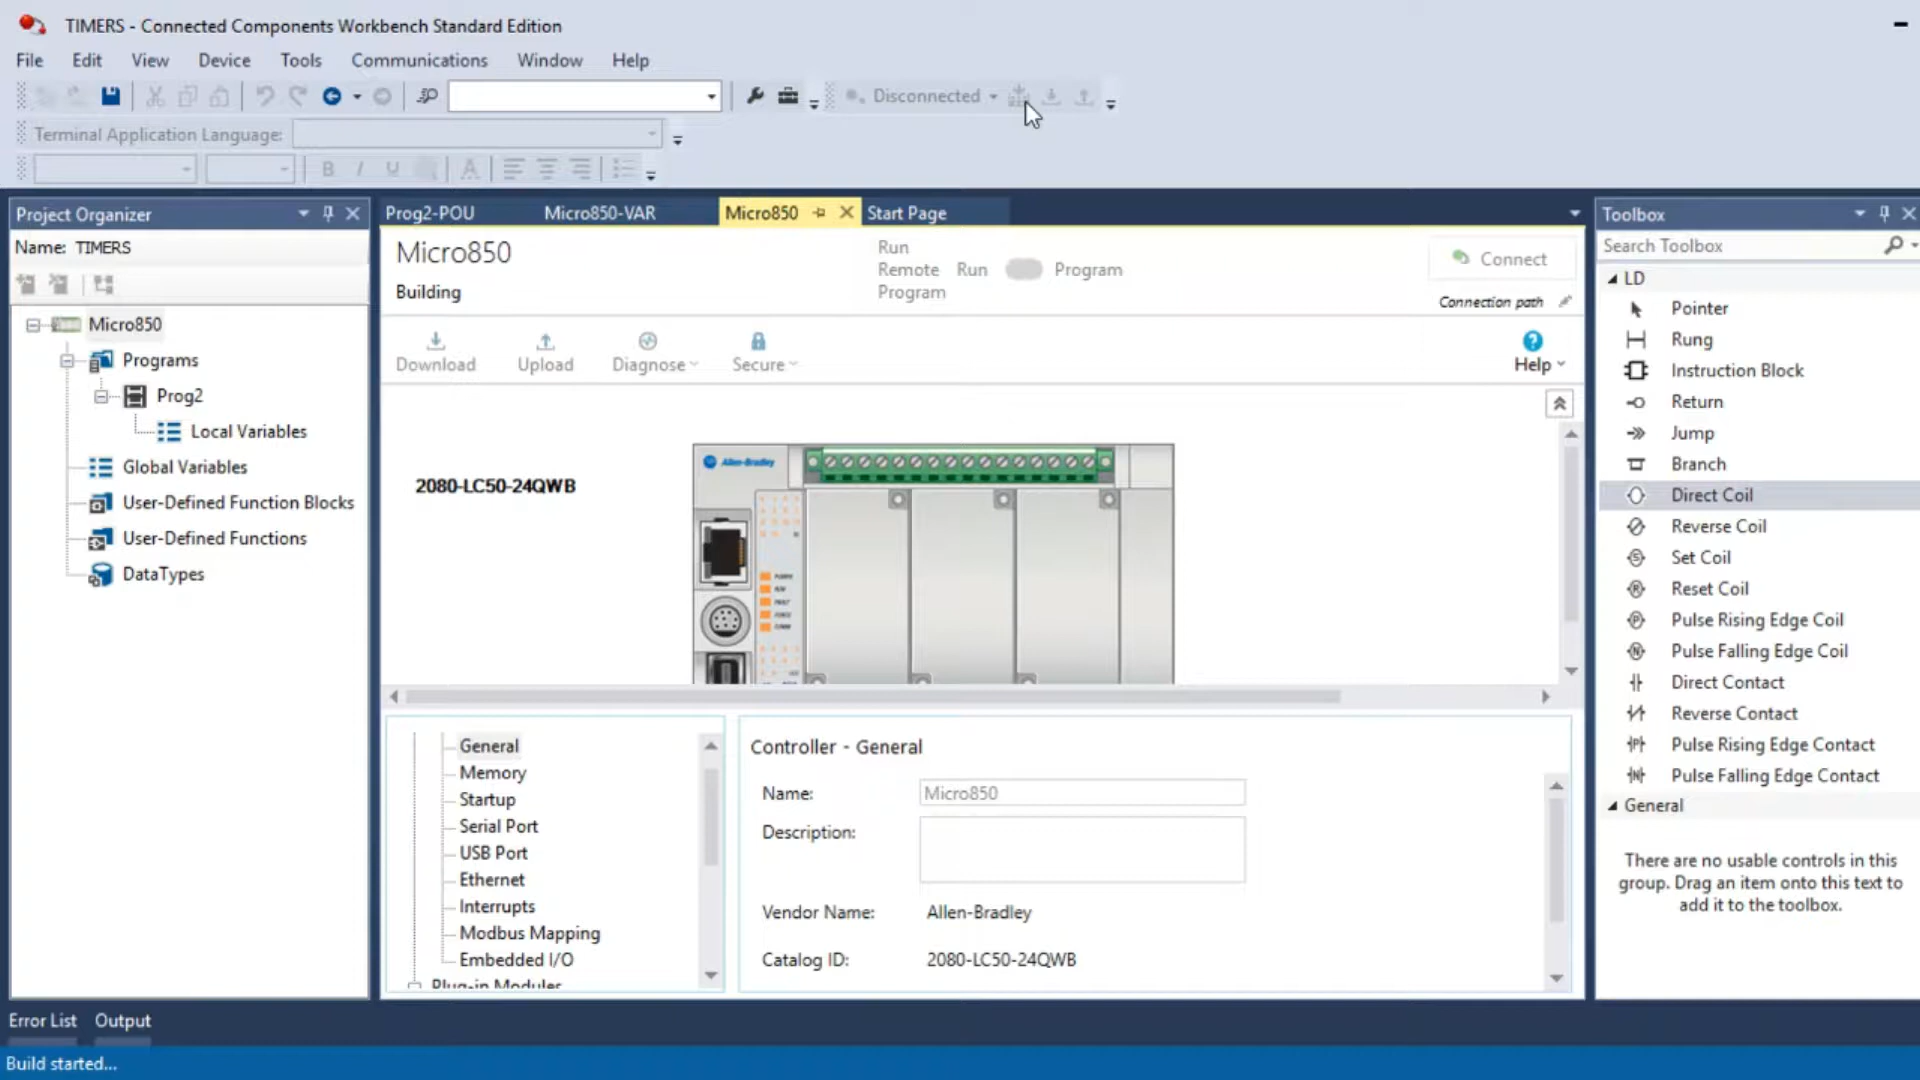 TIMERS - Connected Components Workbench Standard Edition
File Edit View Device Tools Communications Window Help
Disconnected
Terminal Application Language:
B I U A
Project Organizer
Name: TIMERS
Micro850
Programs
Prog2
Local Variables
Global Variables
User-Defined Function Blocks
User-Defined Functions
DataTypes
Prog2-POU Micro850-VAR Micro850 Start Page
Micro850
Building
Run
Remote Run Program
Program
Connect
Connection path
Download Upload Diagnose Secure Help
2080-LC50-24QWB
Allen-Bradley
General
Memory
Startup
Serial Port
USB Port
Ethernet
Interrupts
Modbus Mapping
Embedded I/O
Plug-in Modules
Controller - General
Name: Micro850
Description:
Vendor Name: Allen-Bradley
Catalog ID: 2080-LC50-24QWB
Toolbox
Search Toolbox
LD
Pointer
Rung
Instruction Block
Return
Jump
Branch
Direct Coil
Reverse Coil
Set Coil
Reset Coil
Pulse Rising Edge Coil
Pulse Falling Edge Coil
Direct Contact
Reverse Contact
Pulse Rising Edge Contact
Pulse Falling Edge Contact
General
There are no usable controls in this
group. Drag an item onto this text to
add it to the toolbox.
Error List Output
Build started...